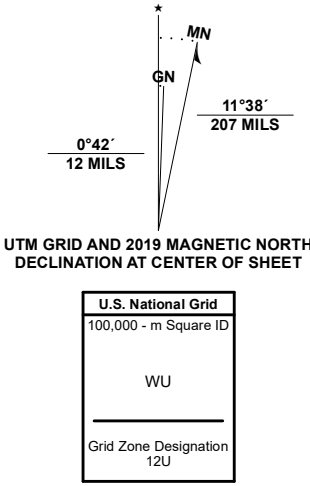 ★
MN
GN
11°38´
207 MILS
0°42´
12 MILS
UTM GRID AND 2019 MAGNETIC NORTH
DECLINATION AT CENTER OF SHEET
U.S. National Grid
100,000 - m Square ID
WU
Grid Zone Designation
12U